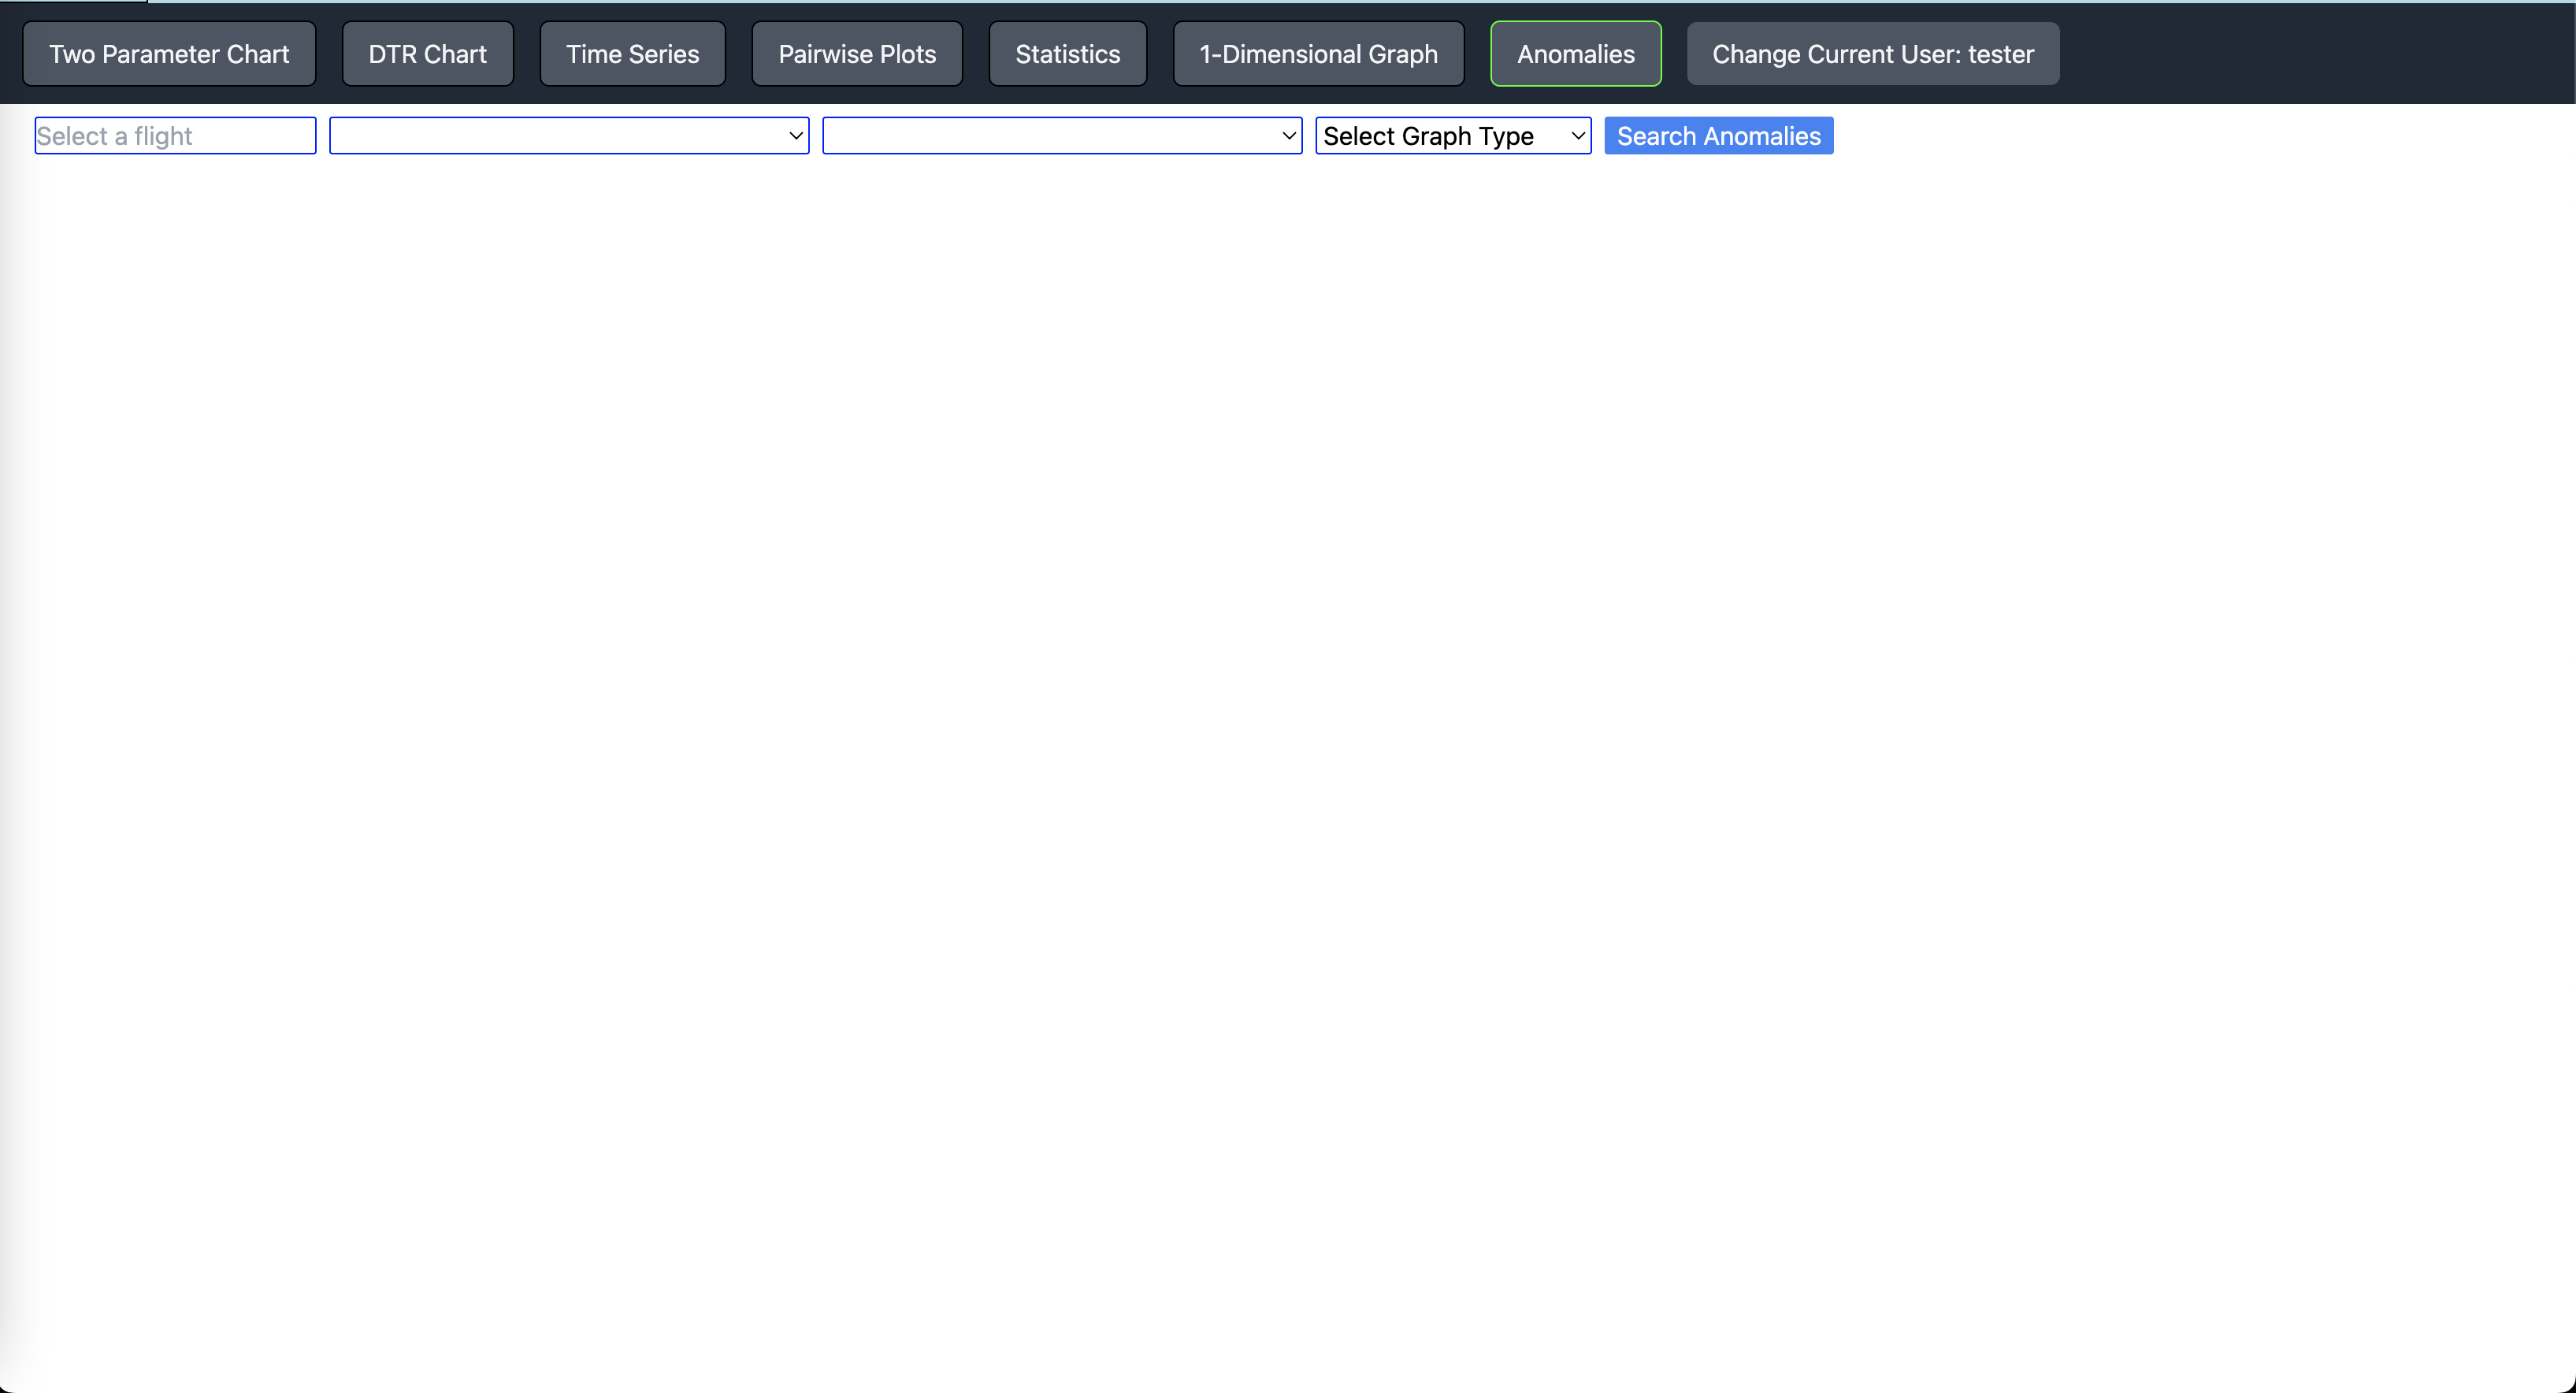 Two Parameter Chart DTR Chart Time Series Pairwise Plots Statistics 1-Dimensional Graph Anomalies Change Current User: tester
Select a flight Select Graph Type Search Anomalies